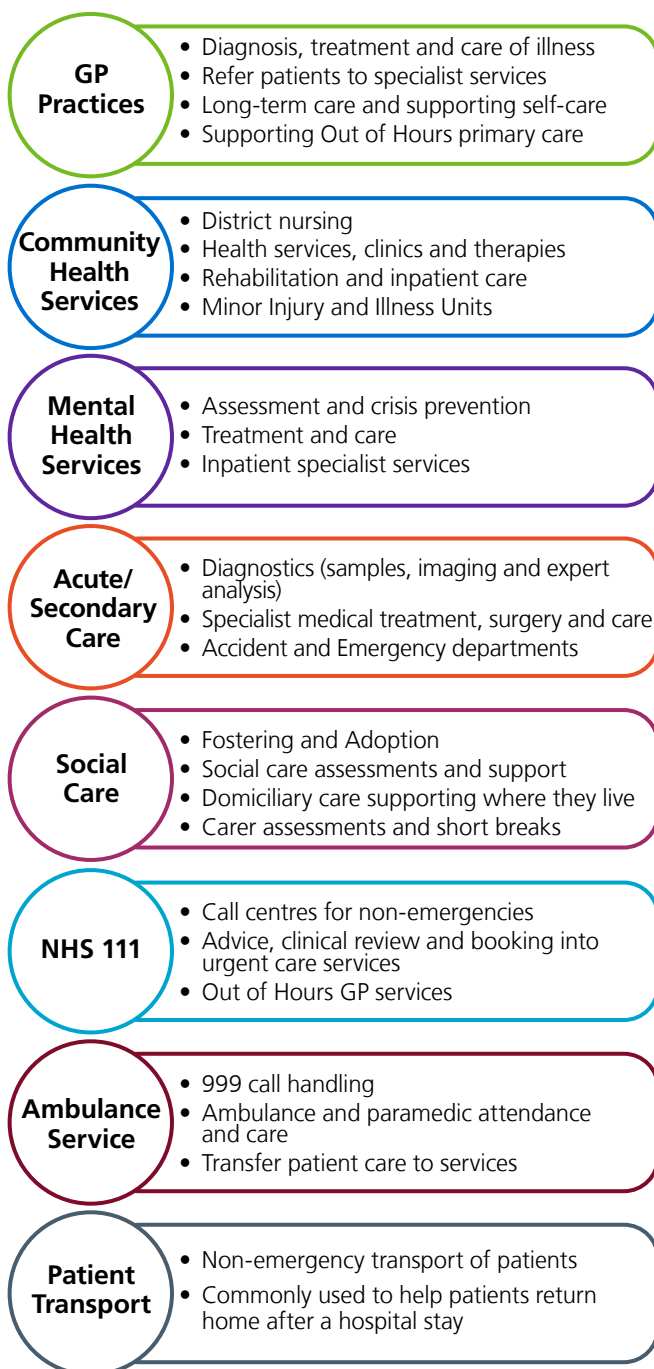 GP
Practices
• Diagnosis, treatment and care of illness
• Refer patients to specialist services
• Long-term care and supporting self-care
• Supporting Out of Hours primary care
Community
Health
Services
• District nursing
• Health services, clinics and therapies
• Rehabilitation and inpatient care
• Minor Injury and Illness Units
Mental
Health
Services
• Assessment and crisis prevention
• Treatment and care
• Inpatient specialist services
Acute/
Secondary
Care
• Diagnostics (samples, imaging and expert
analysis)
• Specialist medical treatment, surgery and care
• Accident and Emergency departments
Social
Care
• Fostering and Adoption
• Social care assessments and support
• Domiciliary care supporting where they live
• Carer assessments and short breaks
NHS 111
• Call centres for non-emergencies
• Advice, clinical review and booking into
urgent care services
• Out of Hours GP services
Ambulance
Service
• 999 call handling
• Ambulance and paramedic attendance
and care
• Transfer patient care to services
Patient
Transport
• Non-emergency transport of patients
• Commonly used to help patients return
home after a hospital stay